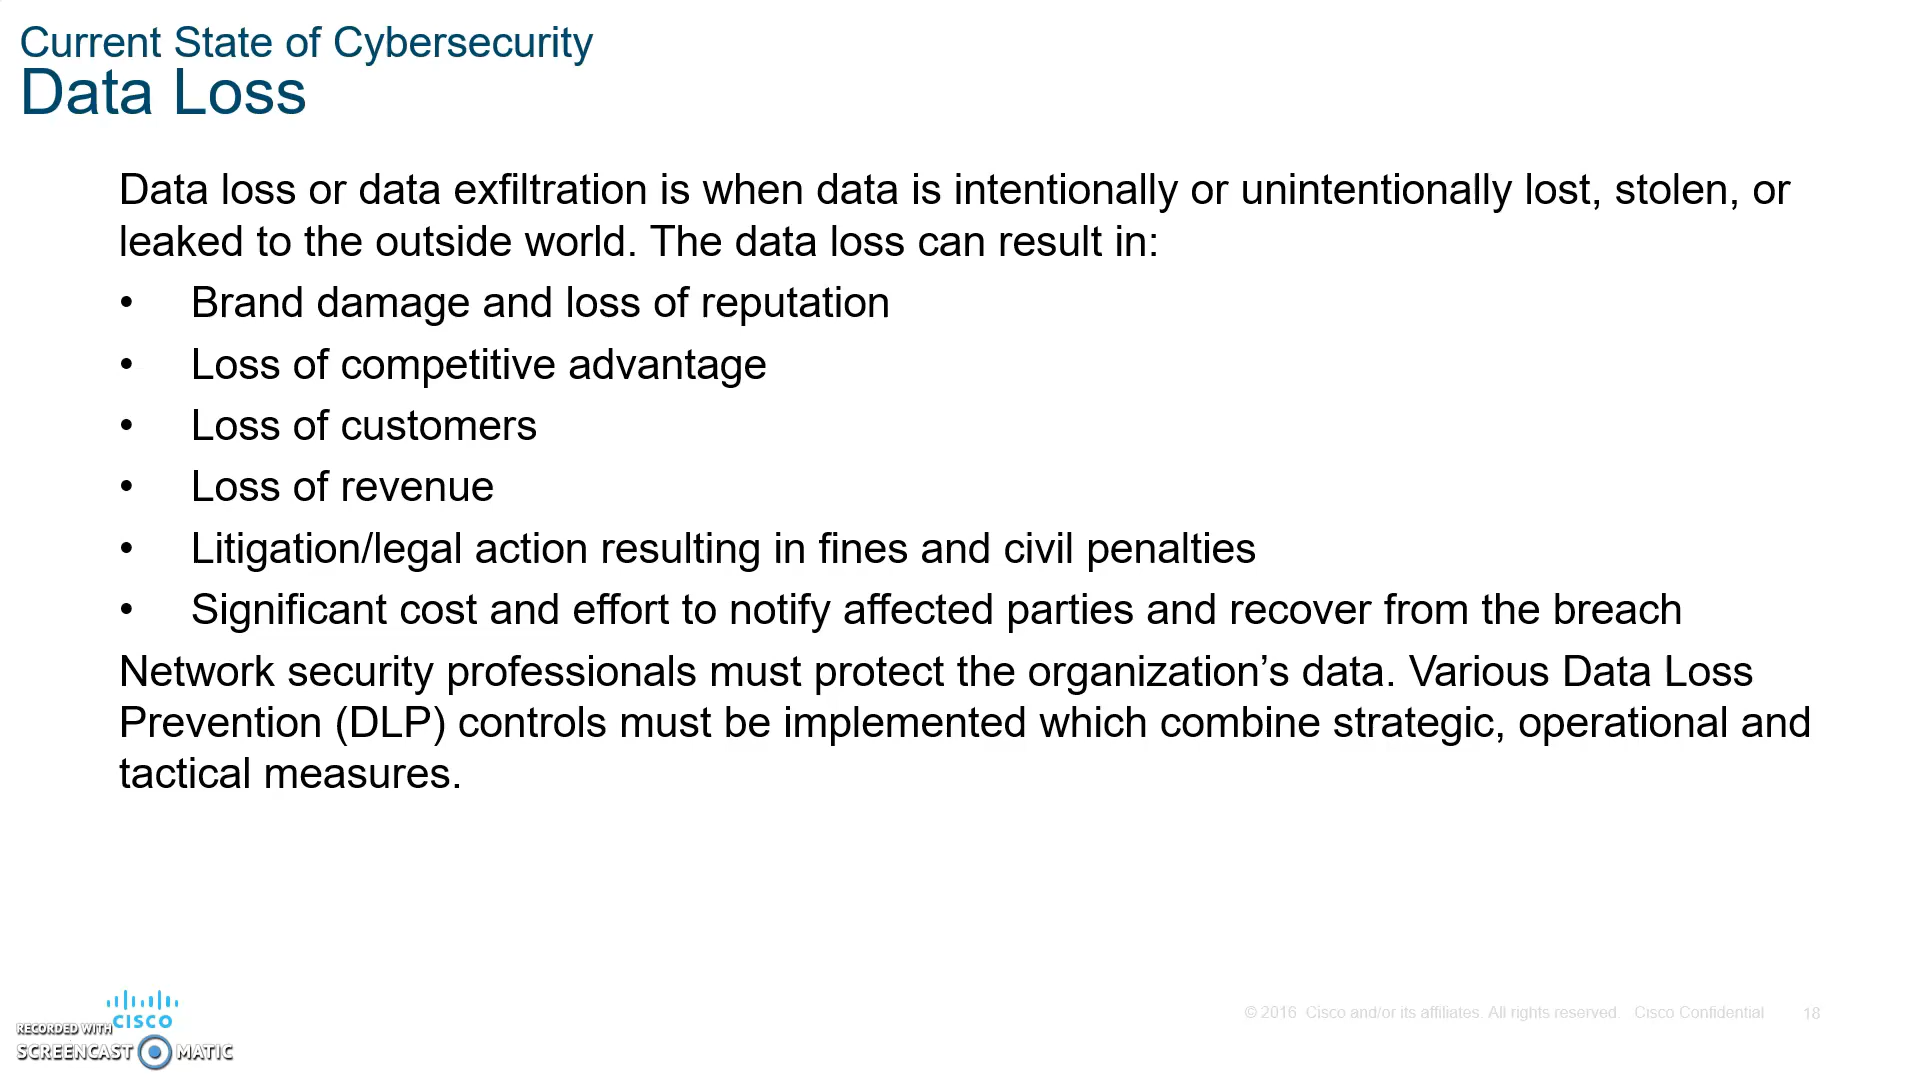 Current State of Cybersecurity
Data Loss
Data loss or data exfiltration is when data is intentionally or unintentionally lost, stolen, or
leaked to the outside world. The data loss can result in:
• Brand damage and loss of reputation
• Loss of competitive advantage
• Loss of customers
• Loss of revenue
• Litigation/legal action resulting in fines and civil penalties
• Significant cost and effort to notify affected parties and recover from the breach
Network security professionals must protect the organization’s data. Various Data Loss
Prevention (DLP) controls must be implemented which combine strategic, operational and
tactical measures.
CISCO
RECORDED WITH
SCREENCAST MATIC
© 2016 Cisco and/or its affiliates. All rights reserved. Cisco Confidential 18